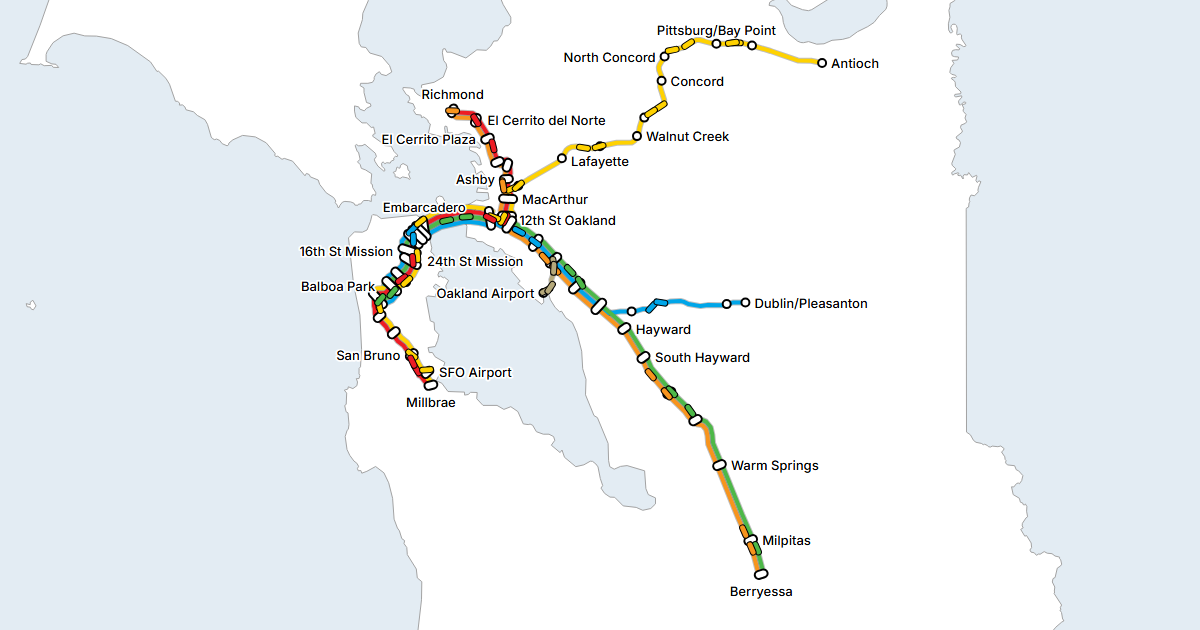 Pittsburg/Bay Point
North Concord
Antioch
Concord
Richmond
El Cerrito del Norte
El Cerrito Plaza
Walnut Creek
Lafayette
Ashby
MacArthur
Embarcadero
12th St Oakland
16th St Mission
24th St Mission
Balboa Park
Oakland Airport
Dublin/Pleasanton
Hayward
San Bruno
South Hayward
SFO Airport
Millbrae
Warm Springs
Milpitas
Berryessa